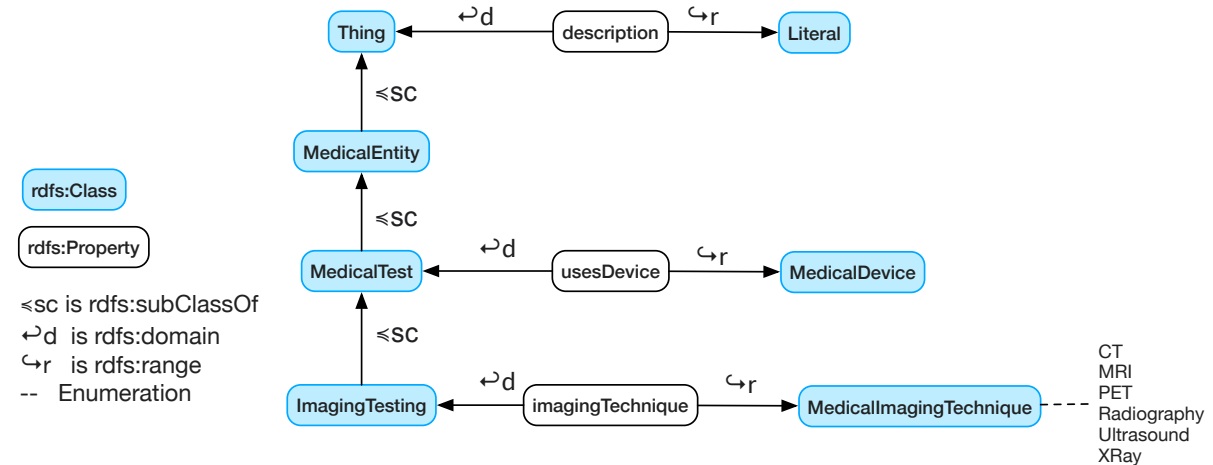 Thing
↩d
description
↪r
Literal
≼sc
MedicalEntity
rdfs:Class
≼sc
rdfs:Property
MedicalTest
↩d
usesDevice
↪r
MedicalDevice
≼sc is rdfs:subClassOf
↩d is rdfs:domain
↪r is rdfs:range
-- Enumeration
≼sc
ImagingTesting
↩d
imagingTechnique
↪r
MedicalImagingTechnique
CT
MRI
PET
Radiography
Ultrasound
XRay